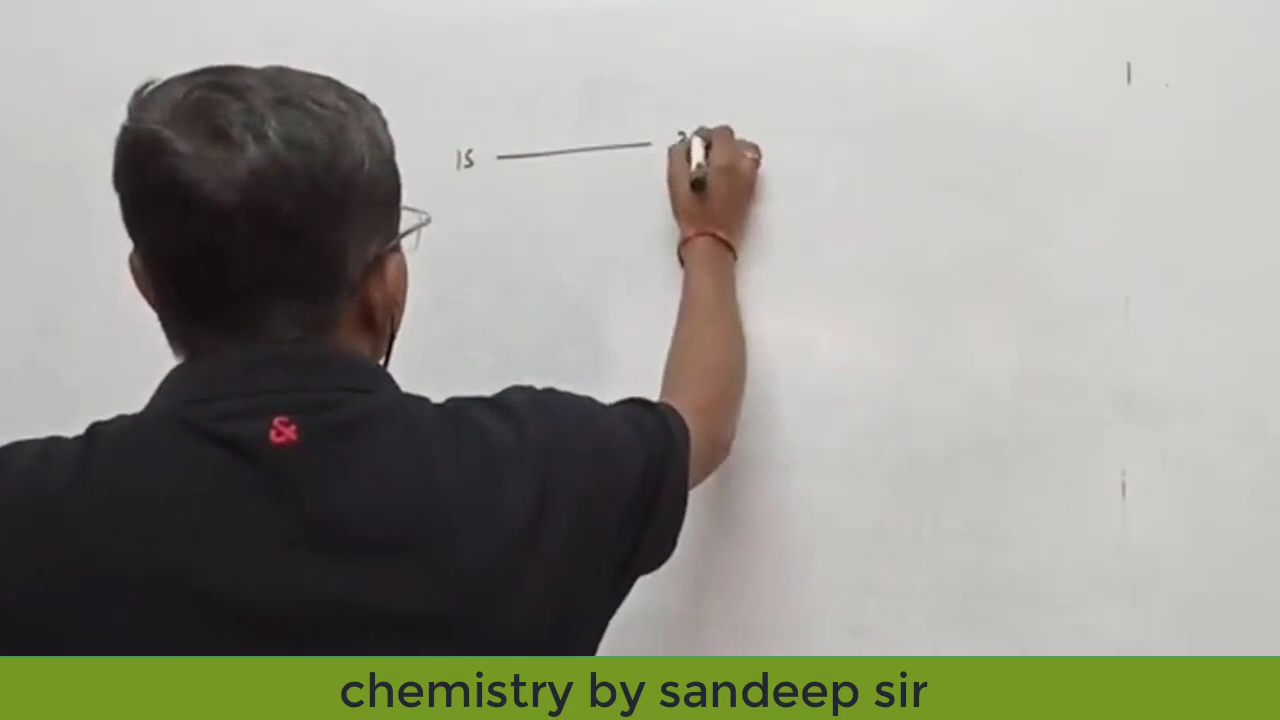 1S ———
&
chemistry by sandeep sir